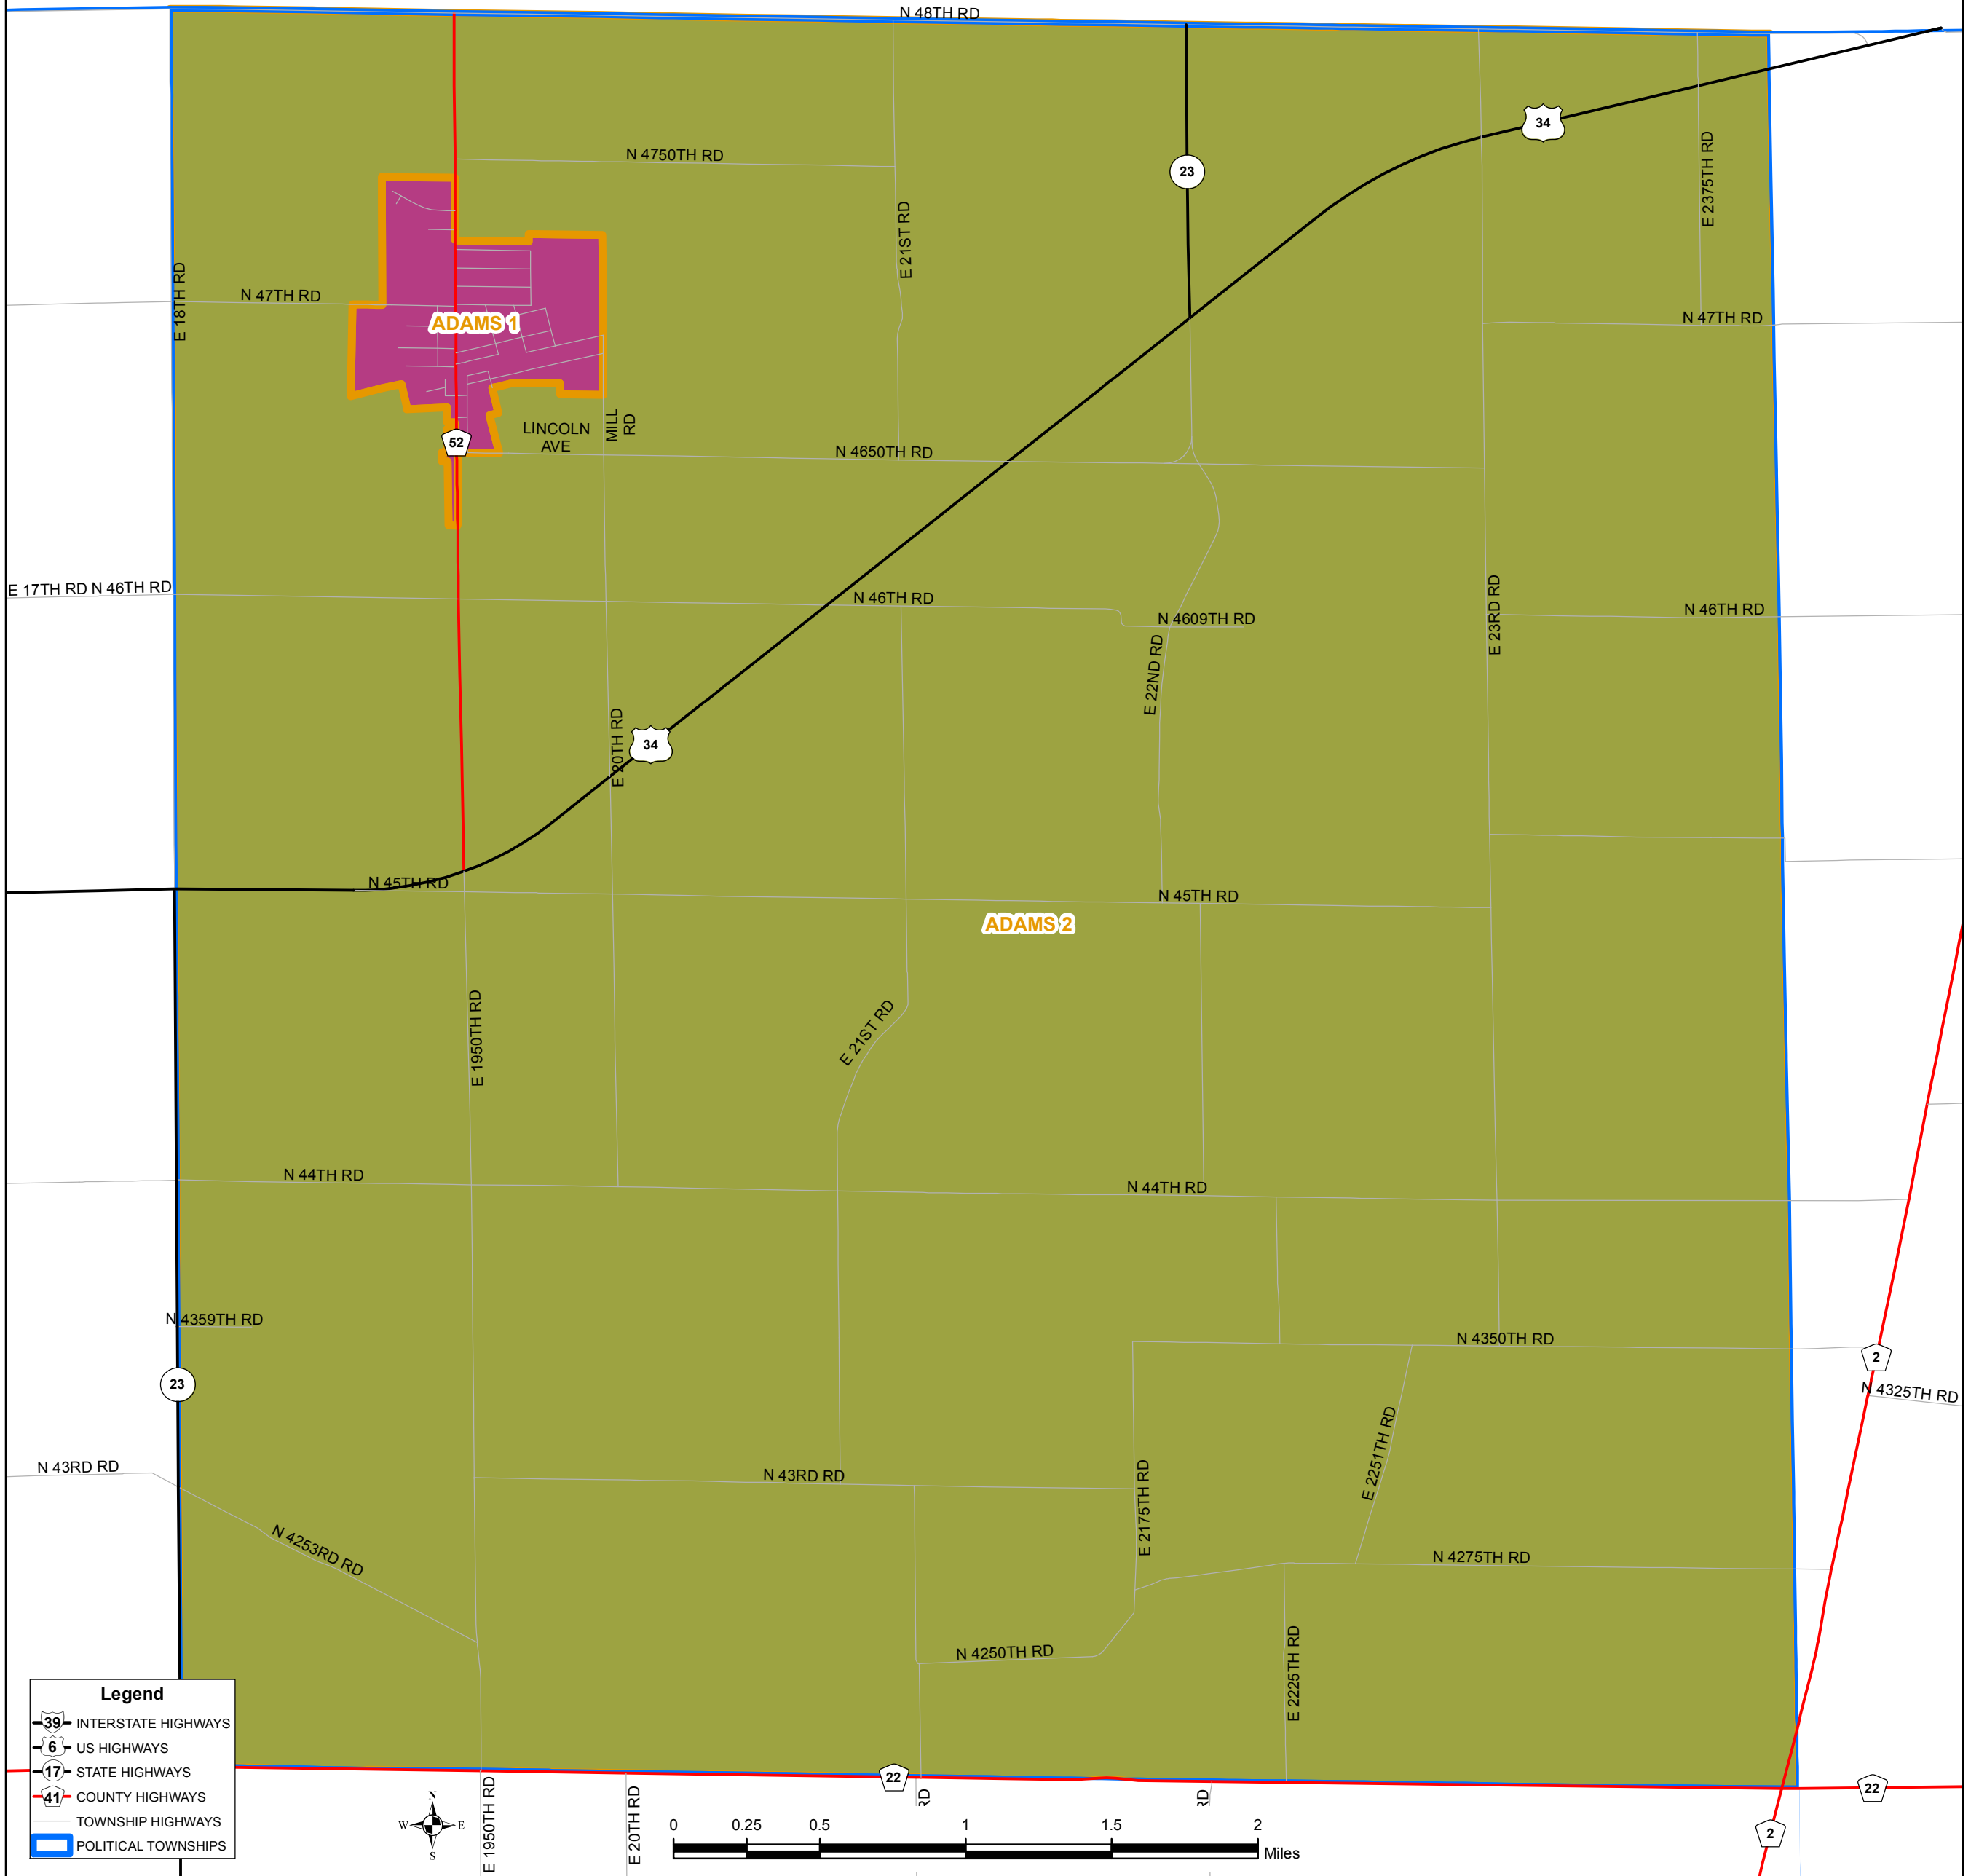 N 48TH RD
34
N 4750TH RD
23
E 2375TH RD
E 21ST RD
E 18TH RD
N 47TH RD
ADAMS 1
N 47TH RD
MILL
RD
LINCOLN
AVE
52
N 4650TH RD
E 17TH RD
N 46TH RD
N 46TH RD
N 4609TH RD
E 23RD RD
N 46TH RD
E 22ND RD
E 20TH RD
34
N 45TH RD
N 45TH RD
ADAMS 2
E 1950TH RD
E 21ST RD
N 44TH RD
N 44TH RD
N 4359TH RD
N 4350TH RD
2
23
N 4325TH RD
E 2251TH RD
N 43RD RD
N 43RD RD
E 2175TH RD
N 4253RD RD
N 4275TH RD
N 4250TH RD
E 2225TH RD
Legend
39 INTERSTATE HIGHWAYS
6 US HIGHWAYS
17 STATE HIGHWAYS
41 COUNTY HIGHWAYS
TOWNSHIP HIGHWAYS
POLITICAL TOWNSHIPS
22
22
RD
RD
E 1950TH RD
E 20TH RD
N
W E
S
0 0.25 0.5 1 1.5 2
Miles
2